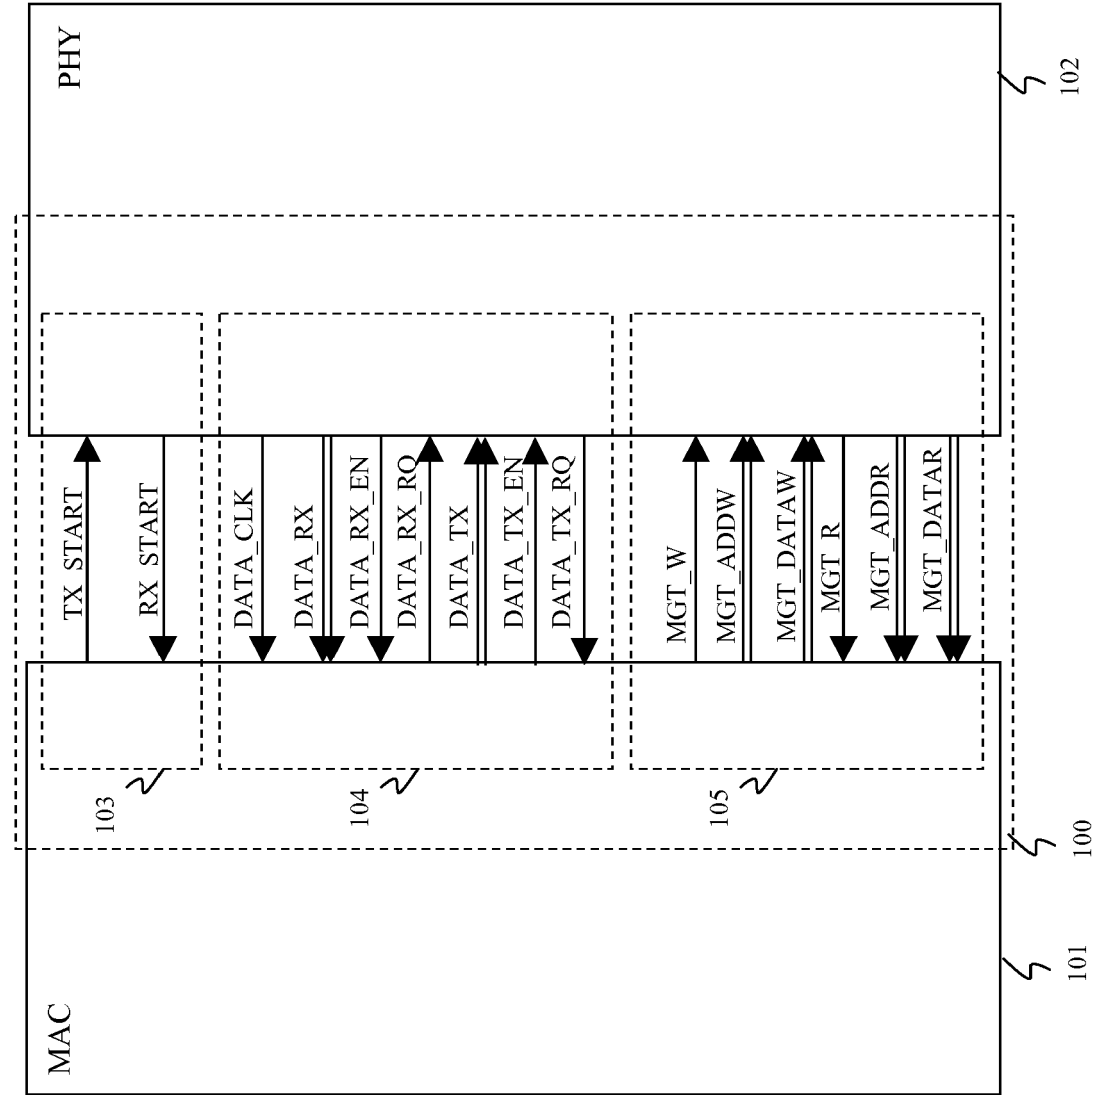 MAC
PHY
TX_START
RX_START
DATA_CLK
DATA_RX
DATA_RX_EN
DATA_RX_RQ
DATA_TX
DATA_TX_EN
DATA_TX_RQ
MGT_W
MGT_ADDW
MGT_DATAW
MGT_R
MGT_ADDR
MGT_DATAR
103
104
105
100
101
102